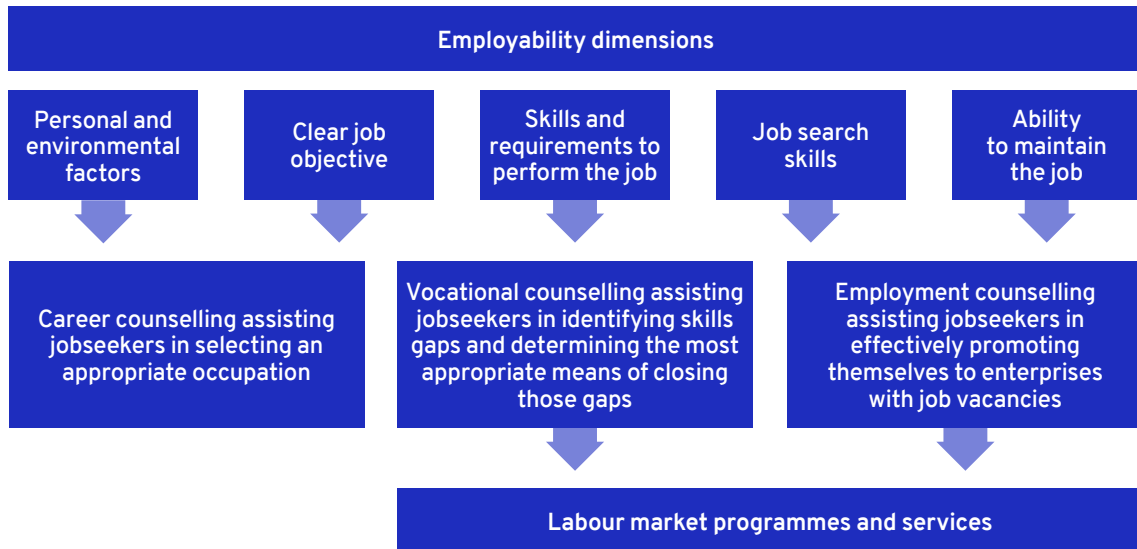 Employability dimensions
Personal and
environmental
factors
Clear job
objective
Skills and
requirements to
perform the job
Job search
skills
Ability
to maintain
the job
Career counselling assisting
jobseekers in selecting an
appropriate occupation
Vocational counselling assisting
jobseekers in identifying skills
gaps and determining the most
appropriate means of closing
those gaps
Employment counselling
assisting jobseekers in
effectively promoting
themselves to enterprises
with job vacancies
Labour market programmes and services